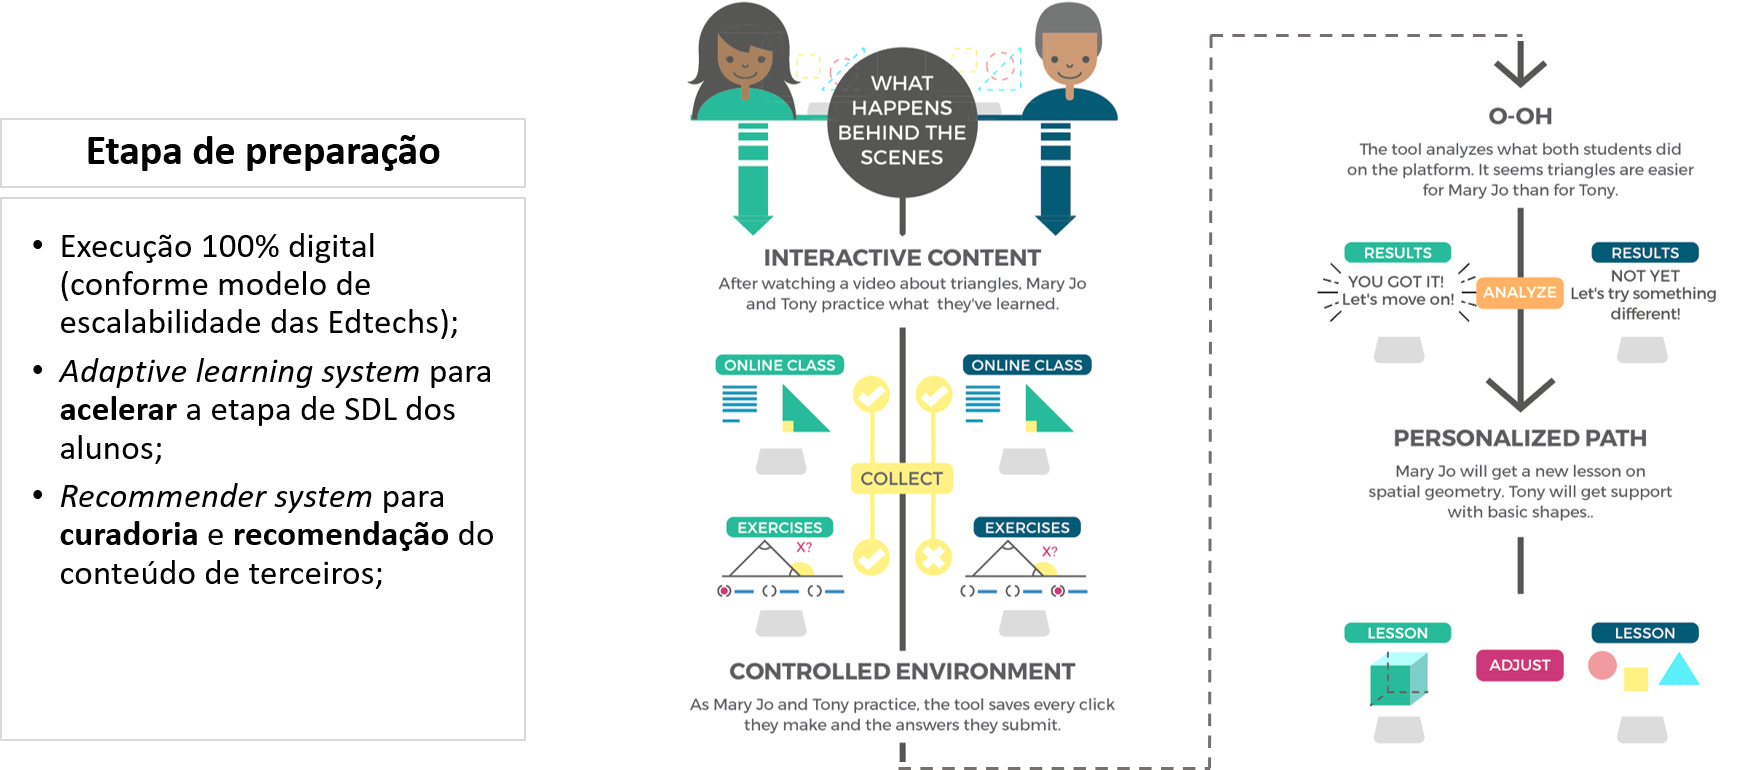 Etapa de preparação
• Execução 100% digital
(conforme modelo de
escalabilidade das Edtechs);
• Adaptive learning system para
acelerar a etapa de SDL dos
alunos;
• Recommender system para
curadoria e recomendação do
conteúdo de terceiros;
WHAT
HAPPENS
BEHIND THE
SCENES
INTERACTIVE CONTENT
After watching a video about triangles, Mary Jo
and Tony practice what they've learned.
ONLINE CLASS
ONLINE CLASS
COLLECT
EXERCISES
EXERCISES
X?
X?
CONTROLLED ENVIRONMENT
As Mary Jo and Tony practice, the tool saves every click
they make and the answers they submit.
O-OH
The tool analyzes what both students did
on the platform. It seems triangles are easier
for Mary Jo than for Tony.
RESULTS
YOU GOT IT!
Let's move on!
ANALYZE
RESULTS
NOT YET
Let's try something
different!
PERSONALIZED PATH
Mary Jo will get a new lesson on
spatial geometry. Tony will get support
with basic shapes..
LESSON
ADJUST
LESSON